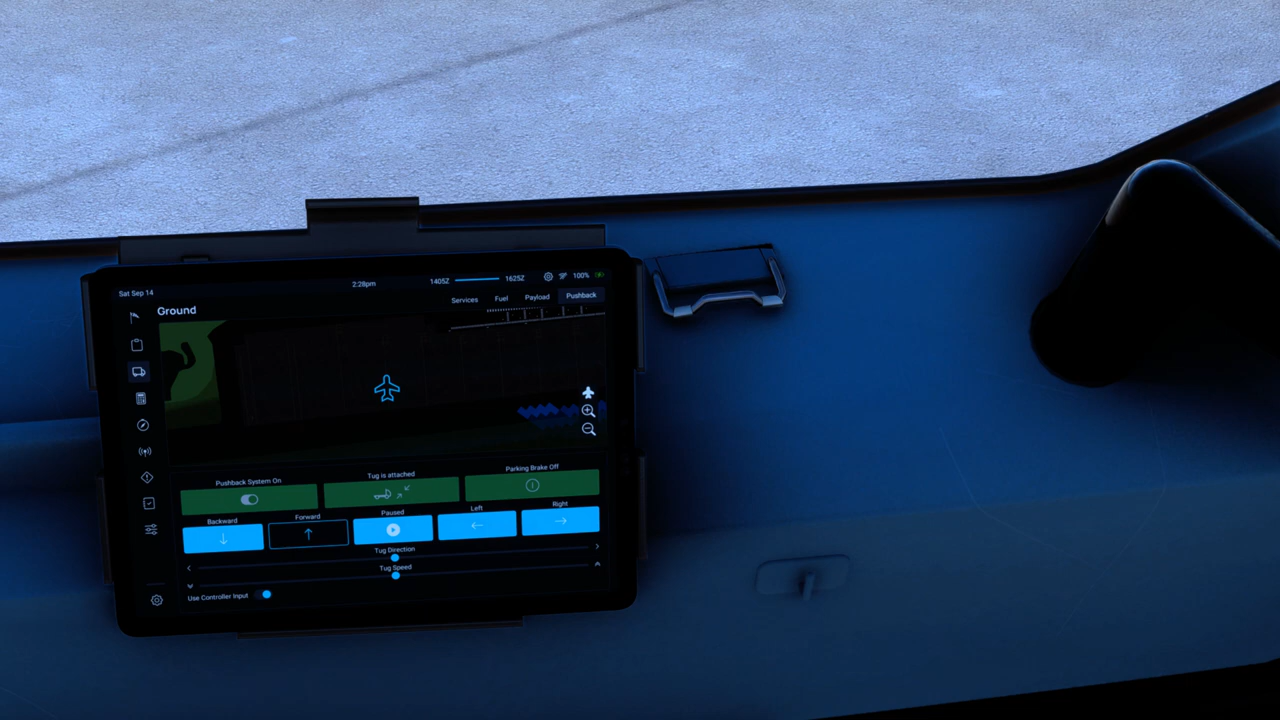 Sat Sep 14
2:28pm
1405Z
1625Z
100%
Ground
Services
Fuel
Payload
Pushback
Pushback System On
Tug is attached
Parking Brake Off
Backward
Forward
Paused
Left
Right
Tug Direction
Tug Speed
Use Controller Input